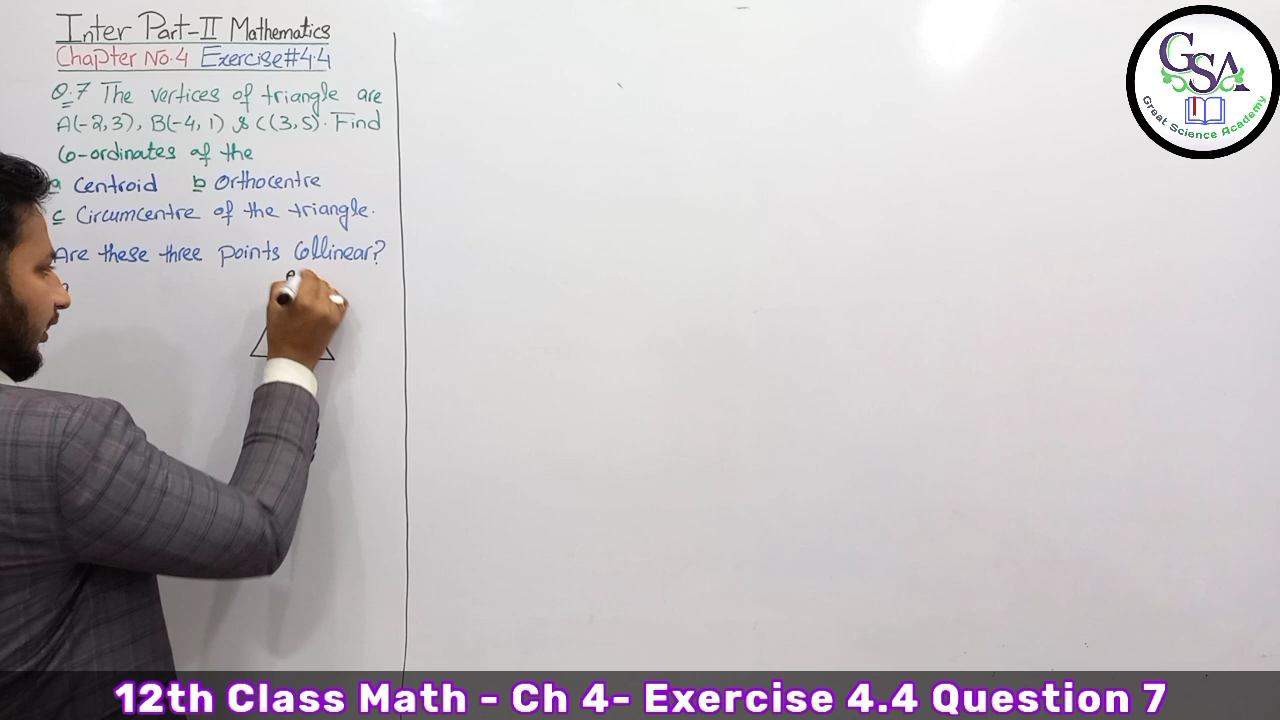 Inter Part-II Mathematics
Chapter No.4 Exercise#4.4
Q.7 The vertices of triangle are
A(-2,3), B(-4,1) & C(3,5). Find
Co-ordinates of the
a Centroid b Orthocentre
c Circumcentre of the triangle.
Are these three points Collinear?
GSA
Great Science Academy
12th Class Math - Ch 4- Exercise 4.4 Question 7